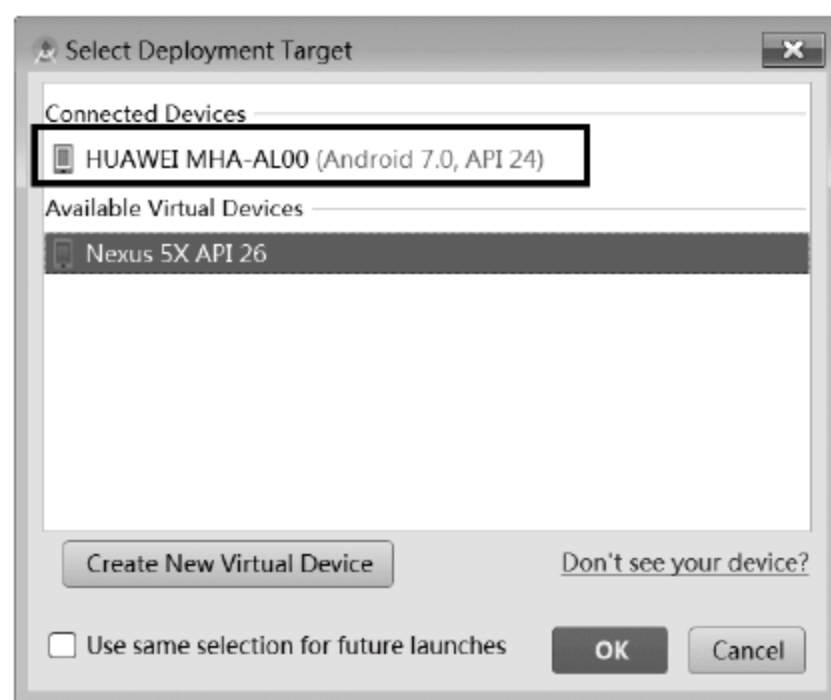 Select Deployment Target
Connected Devices
HUAWEI MHA-AL00 (Android 7.0, API 24)
Available Virtual Devices
Nexus 5X API 26
Create New Virtual Device
Don't see your device?
Use same selection for future launches
OK
Cancel